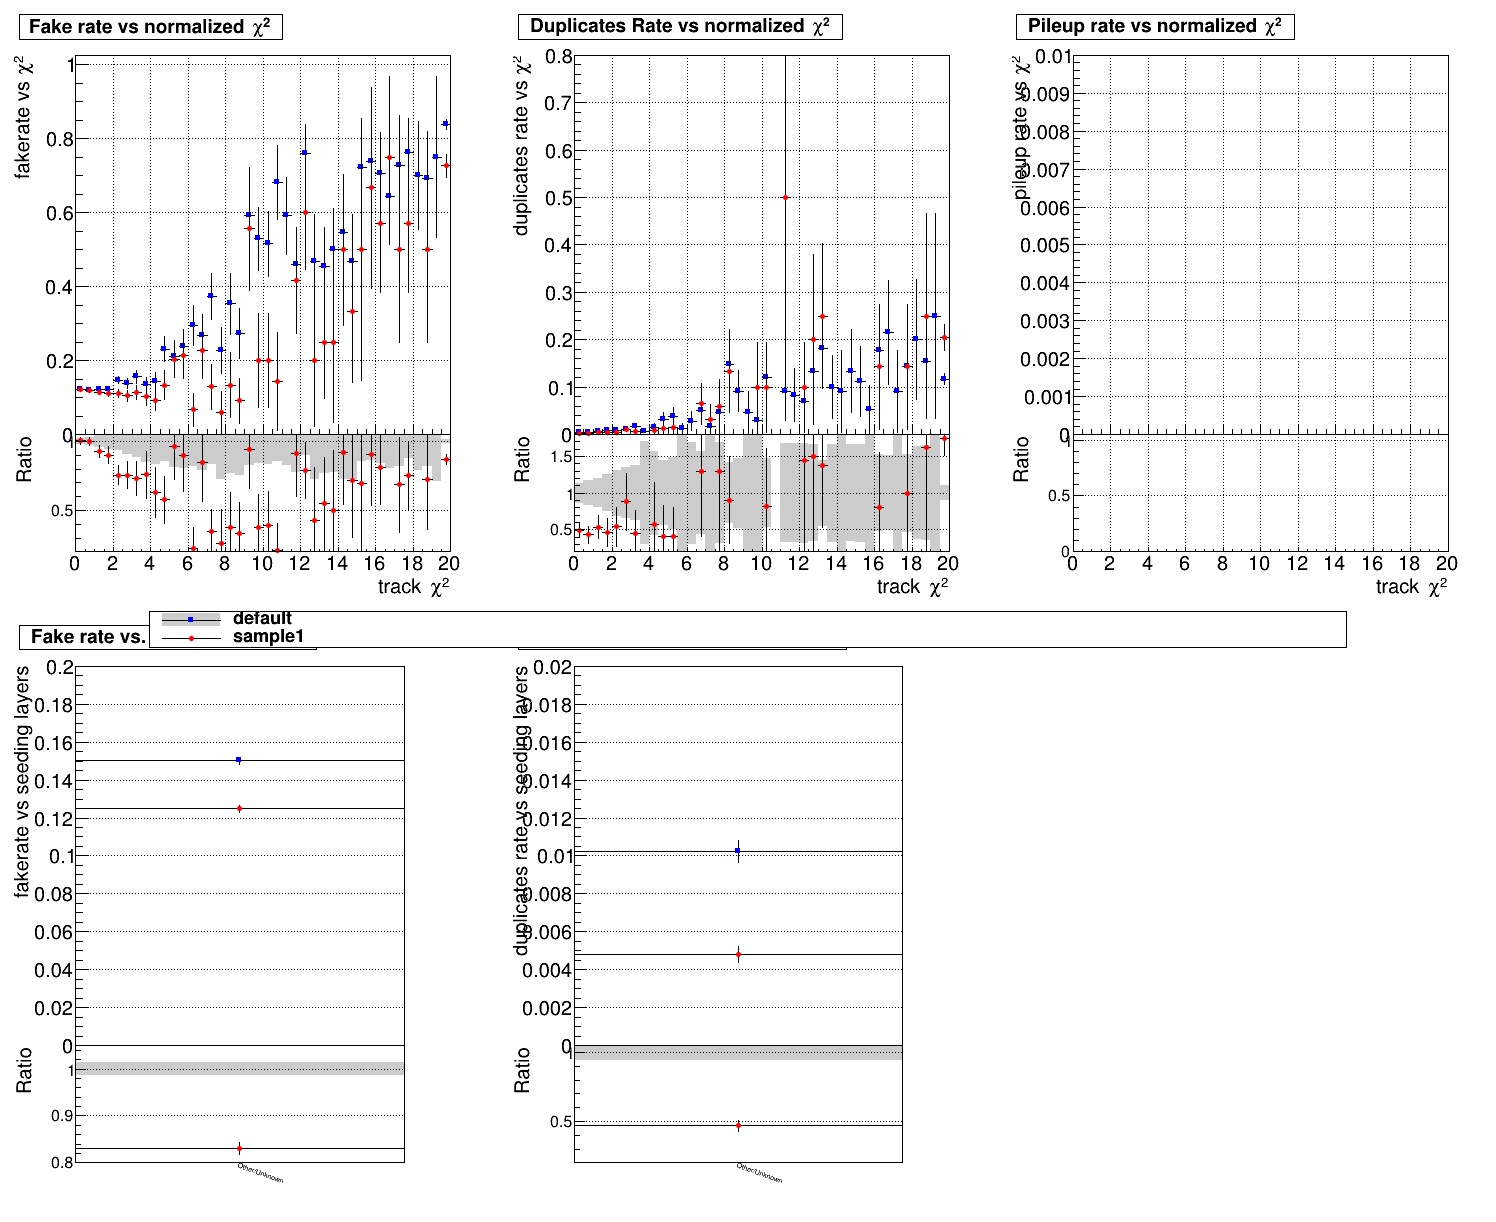 Fake rate vs normalized χ²
Duplicates Rate vs normalized χ²
Pileup rate vs normalized χ²
fakerate vs χ²
1
0.8
0.6
0.4
0.2
0
Ratio
0.5
0 2 4 6 8 10 12 14 16 18 20
track χ²
duplicates rate vs χ²
0.8
0.7
0.6
0.5
0.4
0.3
0.2
0.1
0
Ratio
1.5
1
0.5
0 2 4 6 8 10 12 14 16 18 20
track χ²
pileup rate vs χ²
0.01
0.009
0.008
0.007
0.006
0.005
0.004
0.003
0.002
0.001
Ratio
1
0.5
0
0 2 4 6 8 10 12 14 16 18 20
track χ²
default
sample1
Fake rate vs.
fakerate vs seeding layers
0.2
0.18
0.16
0.14
0.12
0.1
0.08
0.06
0.04
0.02
0
Ratio
1
0.9
0.8
Other/Unknown
duplicates rate vs seeding layers
0.02
0.018
0.016
0.014
0.012
0.01
0.008
0.006
0.004
0.002
0
Ratio
1
0.5
Other/Unknown